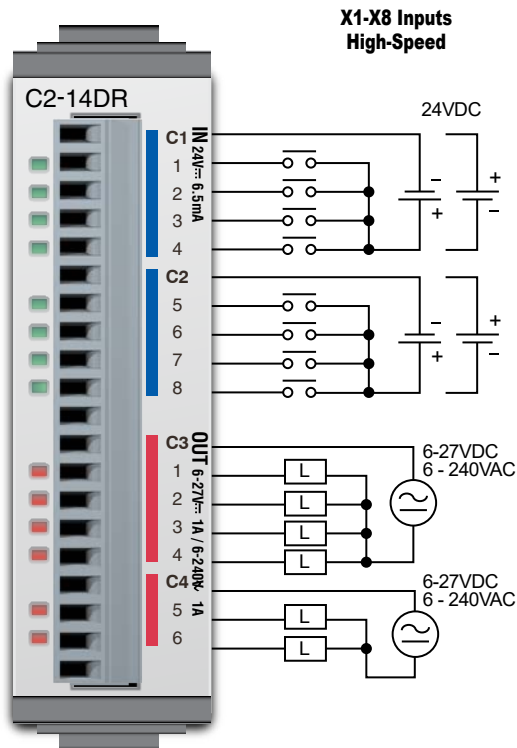 X1-X8 Inputs
High-Speed
C2-14DR
24VDC
C1
IN 24V⎓ 6.5mA
1
2
3
4
- +
+ -
C2
5
6
7
8
- +
+ -
C3
OUT 6-27V⎓ 1A / 6-240V~ 1A
6-27VDC
6 - 240VAC
1 L
2 L
3 L
4 L
C4
6-27VDC
6 - 240VAC
5 L
6 L